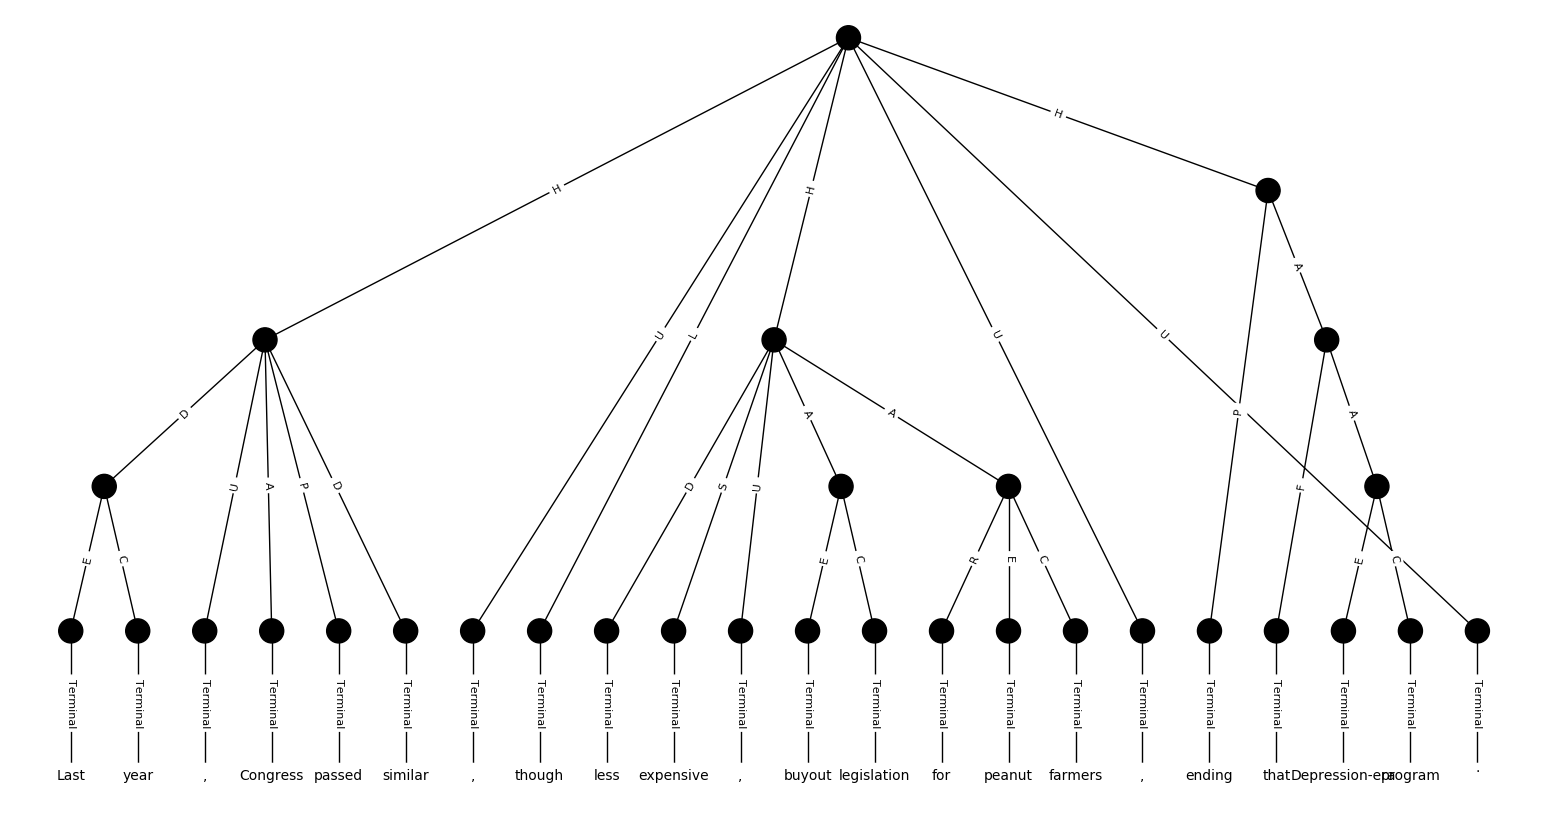 H
H
H
A
U
L
U
U
D
A
A
P
A
U
A
P
D
D
S
U
F
E
C
E
C
R
E
C
E
C
Terminal Terminal Terminal Terminal Terminal Terminal Terminal Terminal Terminal Terminal Terminal Terminal Terminal Terminal Terminal Terminal Terminal Terminal Terminal Terminal Terminal Terminal
Last year , Congress passed similar , though less expensive , buyout legislation for peanut farmers , ending that Depression-era program .